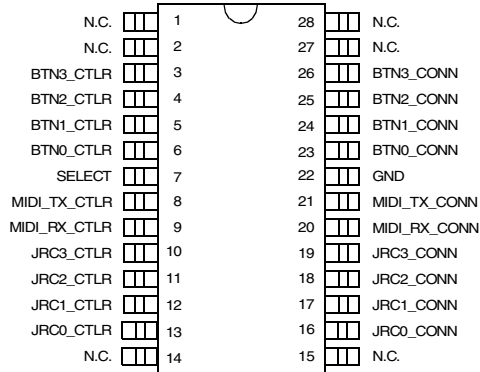 N.C. 1 28 N.C.
N.C. 2 27 N.C.
BTN3_CTLR 3 26 BTN3_CONN
BTN2_CTLR 4 25 BTN2_CONN
BTN1_CTLR 5 24 BTN1_CONN
BTN0_CTLR 6 23 BTN0_CONN
SELECT 7 22 GND
MIDI_TX_CTLR 8 21 MIDI_TX_CONN
MIDI_RX_CTLR 9 20 MIDI_RX_CONN
JRC3_CTLR 10 19 JRC3_CONN
JRC2_CTLR 11 18 JRC2_CONN
JRC1_CTLR 12 17 JRC1_CONN
JRC0_CTLR 13 16 JRC0_CONN
N.C. 14 15 N.C.